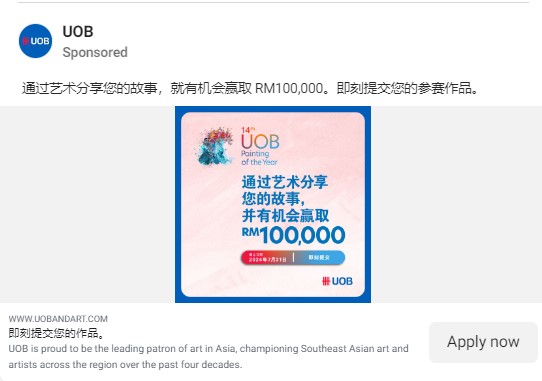 UOB
UOB
Sponsored
通过艺术分享您的故事，就有机会赢取 RM100,000。即刻提交您的参赛作品。
14th
UOB
Painting
of the Year
通过艺术分享
您的故事，
并有机会赢取
RM100,000
截止日期
2024年7月31日
即刻提交
UOB
WWW.UOBANDART.COM
即刻提交您的作品。
UOB is proud to be the leading patron of art in Asia, championing Southeast Asian art and
artists across the region over the past four decades.
Apply now